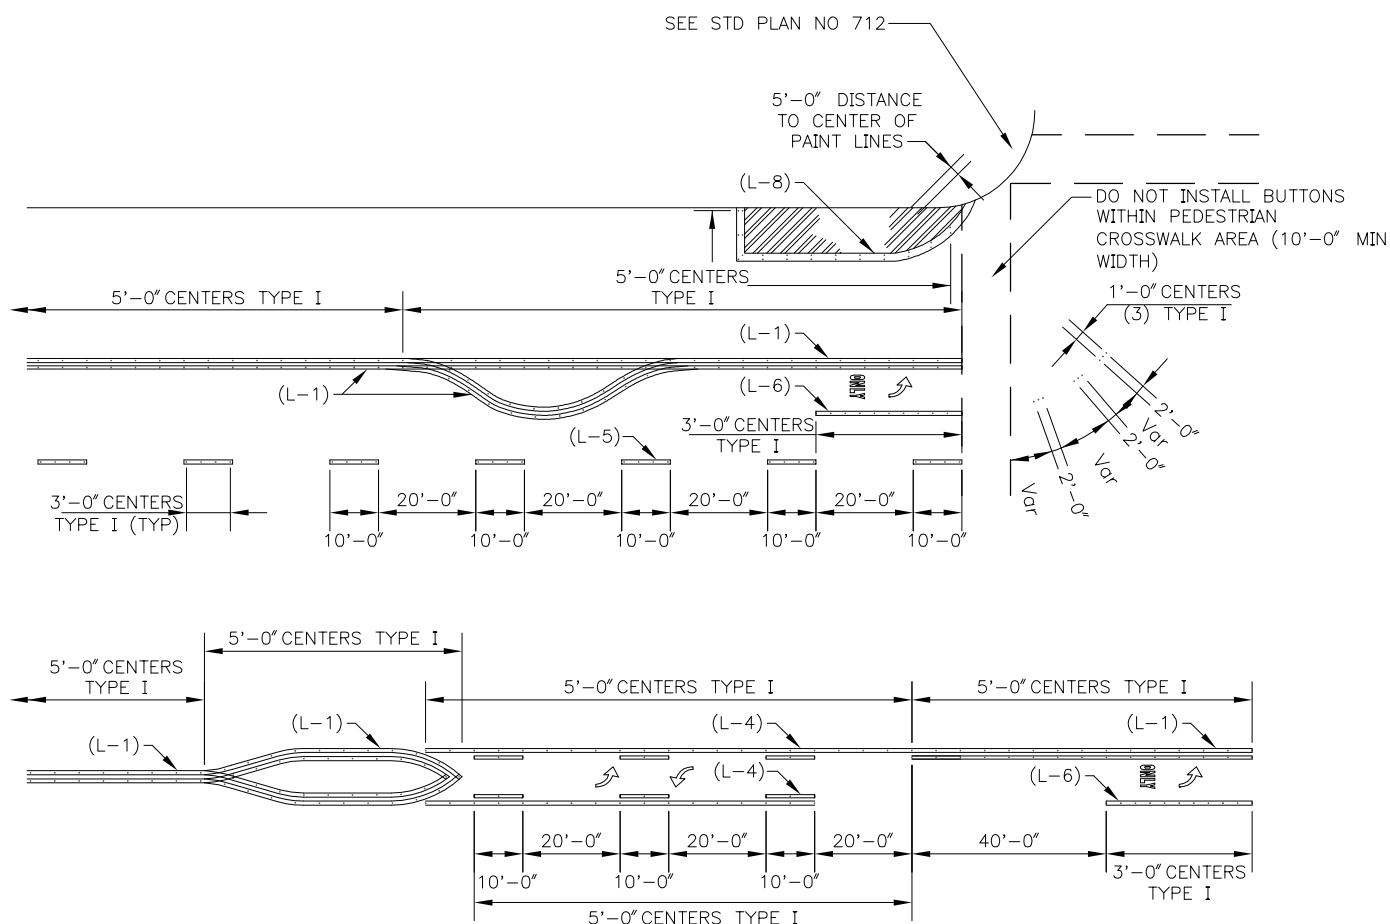 SEE STD PLAN NO 712
5'-0" DISTANCE
TO CENTER OF
PAINT LINES
(L-8)
DO NOT INSTALL BUTTONS
WITHIN PEDESTRIAN
CROSSWALK AREA (10'-0" MIN
WIDTH)
5'-0" CENTERS
TYPE I
5'-0" CENTERS TYPE I
1'-0" CENTERS
(3) TYPE I
(L-1)
(L-1)
(L-6)
ONLY
3'-0" CENTERS
TYPE I
(L-5)
2'-0"
Var
2'-0"
Var
2'-0"
Var
3'-0" CENTERS
TYPE I (TYP)
20'-0"
20'-0"
20'-0"
20'-0"
10'-0"
10'-0"
10'-0"
10'-0"
10'-0"
5'-0" CENTERS TYPE I
5'-0" CENTERS
TYPE I
5'-0" CENTERS TYPE I
5'-0" CENTERS TYPE I
(L-1)
(L-1)
(L-4)
(L-1)
(L-4)
(L-6)
ONLY
20'-0"
20'-0"
20'-0"
40'-0"
10'-0"
10'-0"
10'-0"
3'-0" CENTERS
TYPE I
5'-0" CENTERS TYPE I